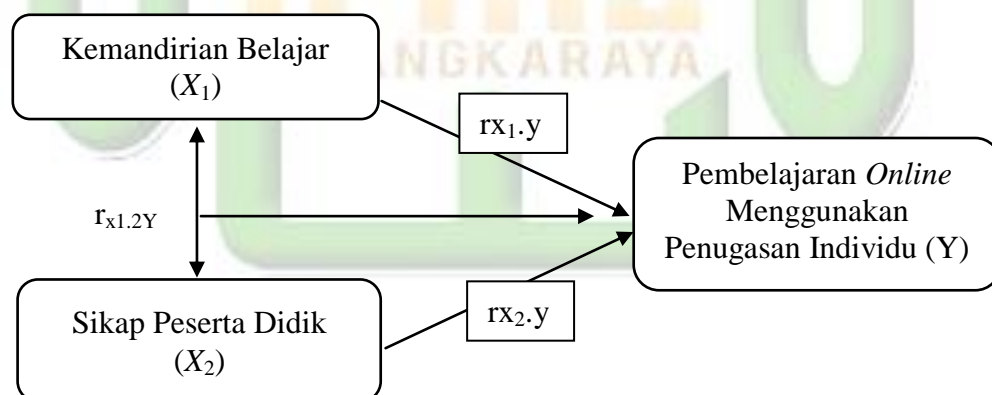 ANGKARAYA
Kemandirian Belajar
(X₁)
rx₁.y
Pembelajaran Online
Menggunakan
Penugasan Individu (Y)
rₓ₁.₂Y
Sikap Peserta Didik
(X₂)
rx₂.y